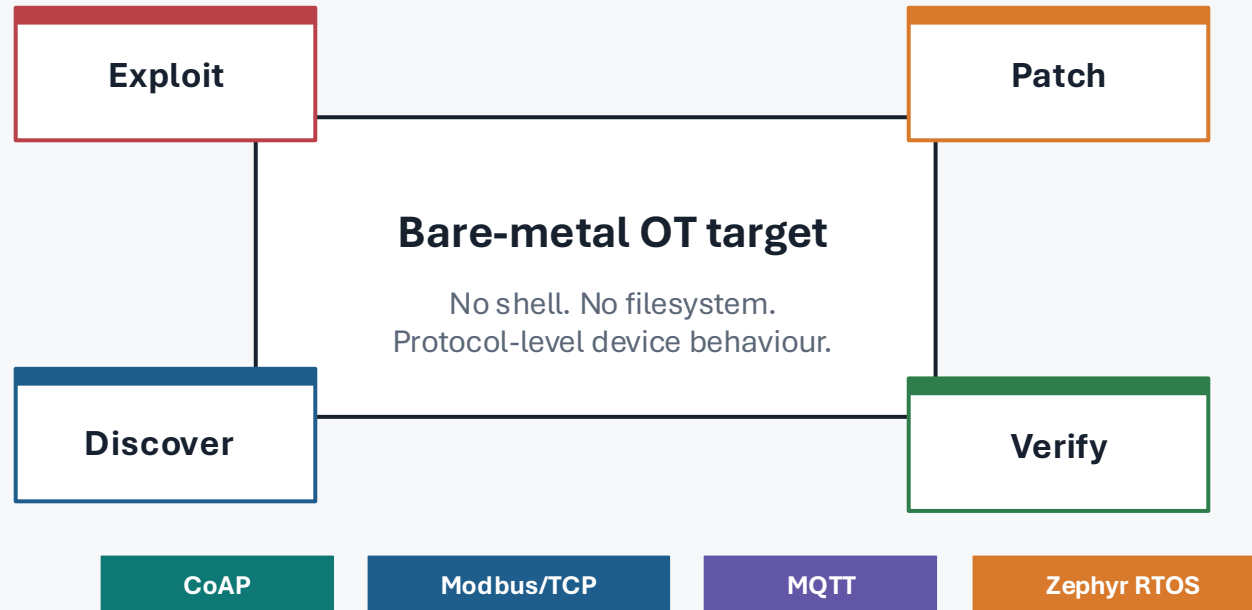 Exploit
Patch
Bare-metal OT target
No shell. No filesystem.
Protocol-level device behaviour.
Discover
Verify
CoAP
Modbus/TCP
MQTT
Zephyr RTOS